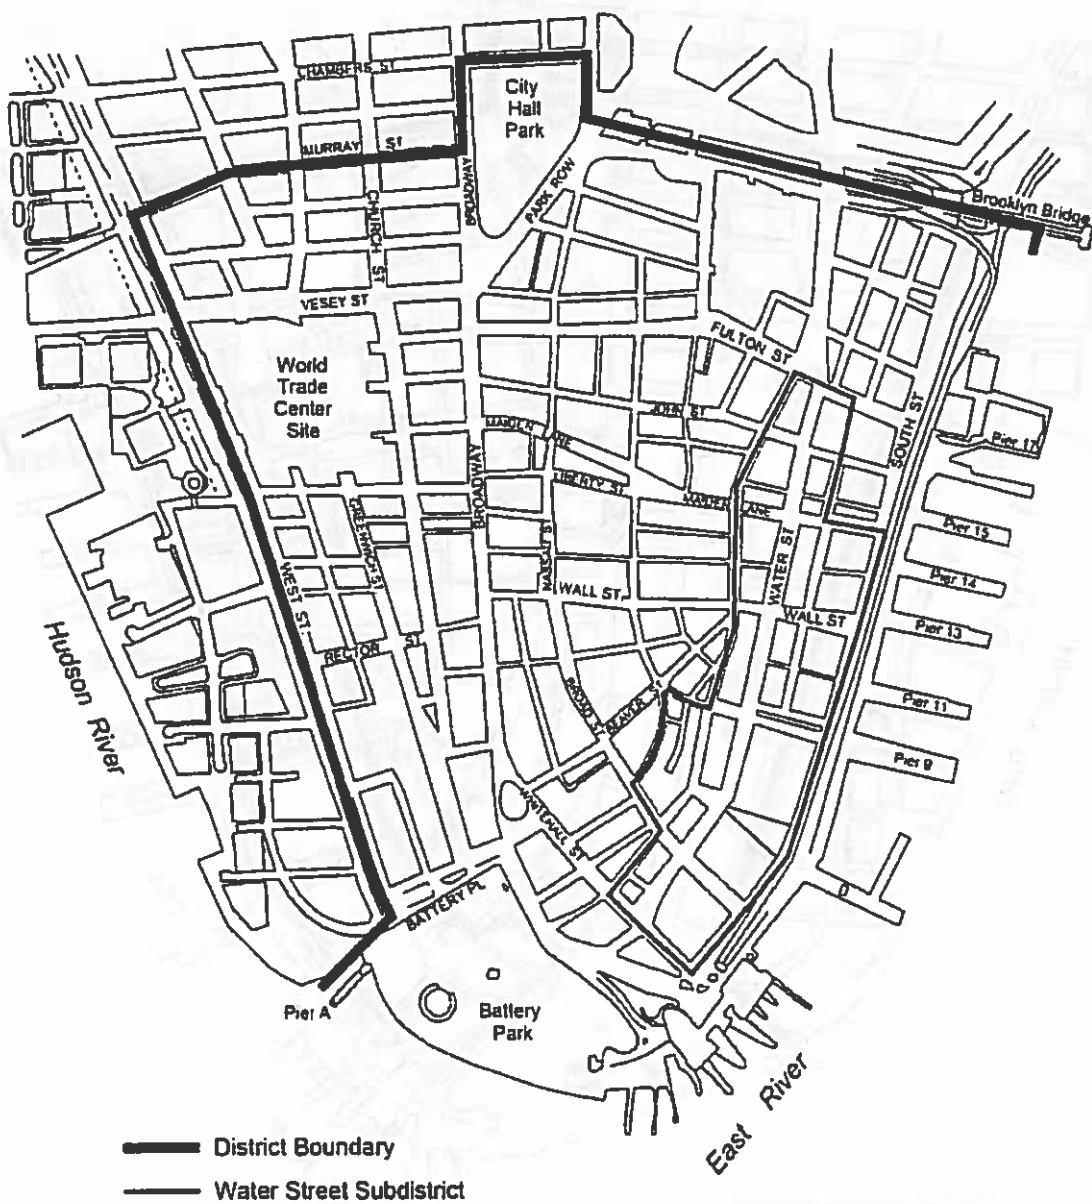 CHAMBERS ST
City
Hall
Park
MURRAY ST
BROADWAY
PARK ROW
CHURCH ST
Brooklyn Bridge
VESEY ST
World
Trade
Center
Site
FULTON ST
JOHN ST
SOUTH ST
Pier 17
MAIDEN LANE
LIBERTY ST
BROADWAY
MAIDEN LANE
GREENWICH ST
NASSAU ST
WATER ST
Pier 15
WEST ST.
WALL ST.
Pier 14
WALL ST
Pier 13
RECTOR ST
Hudson River
BROAD ST
BEAVER ST
Pier 11
Pier 9
WHITEHALL ST
BATTERY PL
Pier A
Battery
Park
East River
District Boundary
Water Street Subdistrict